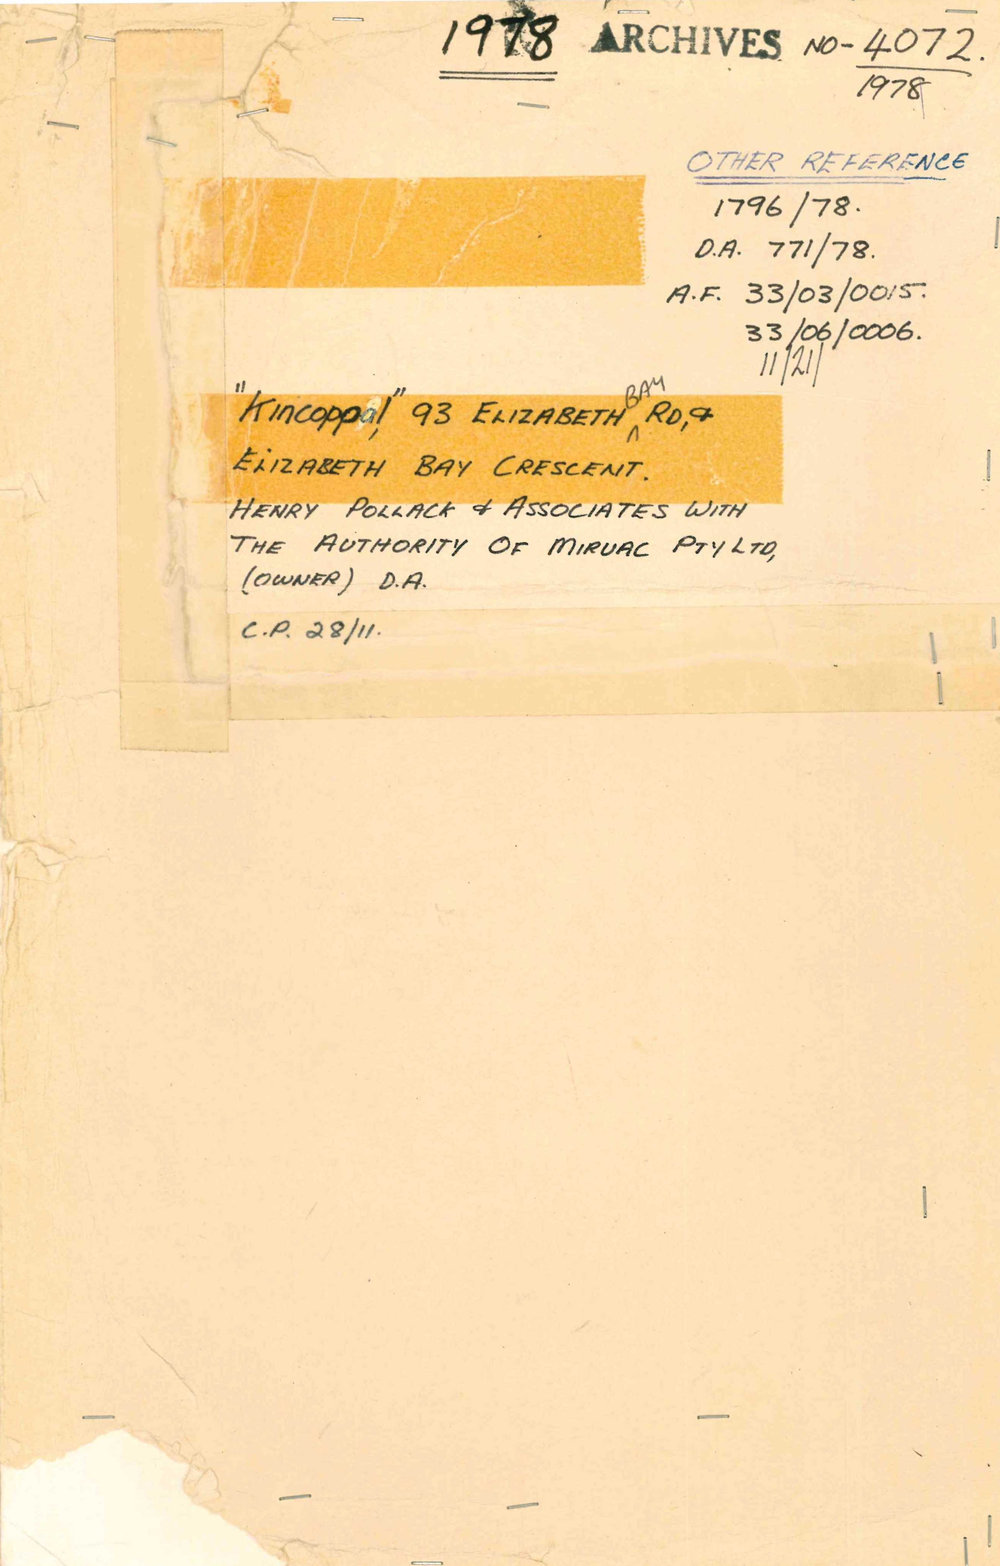 1978 ARCHIVES NO- 4072.
1978
OTHER REFERENCE
1796/78.
D.A. 771/78.
A.F. 33/03/0015.
33/06/0006.
11/21/
"Kincoppal," 93 ELIZABETH BAY RD, &
ELIZABETH BAY CRESCENT.
HENRY POLLACK & ASSOCIATES WITH
THE AUTHORITY OF MIRVAC PTY LTD,
(OWNER) D.A.
C.P. 28/11.